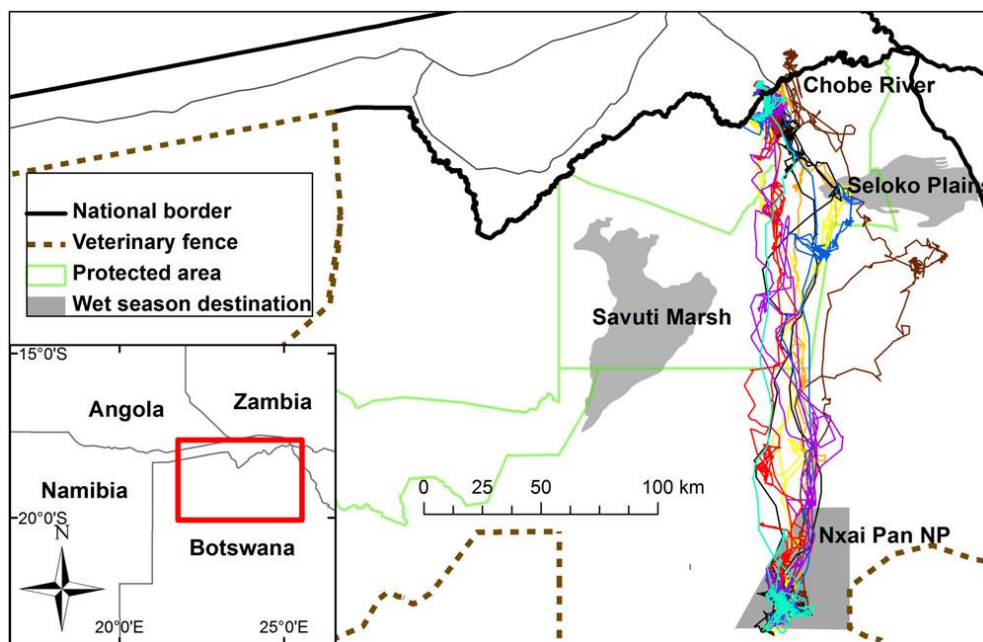 Chobe River
Seloko Plains
National border
Veterinary fence
Protected area
Wet season destination
Savuti Marsh
15°0'S
Angola
Zambia
Namibia
20°0'S
Botswana
N
20°0'E
25°0'E
0 25 50 100 km
Nxai Pan NP